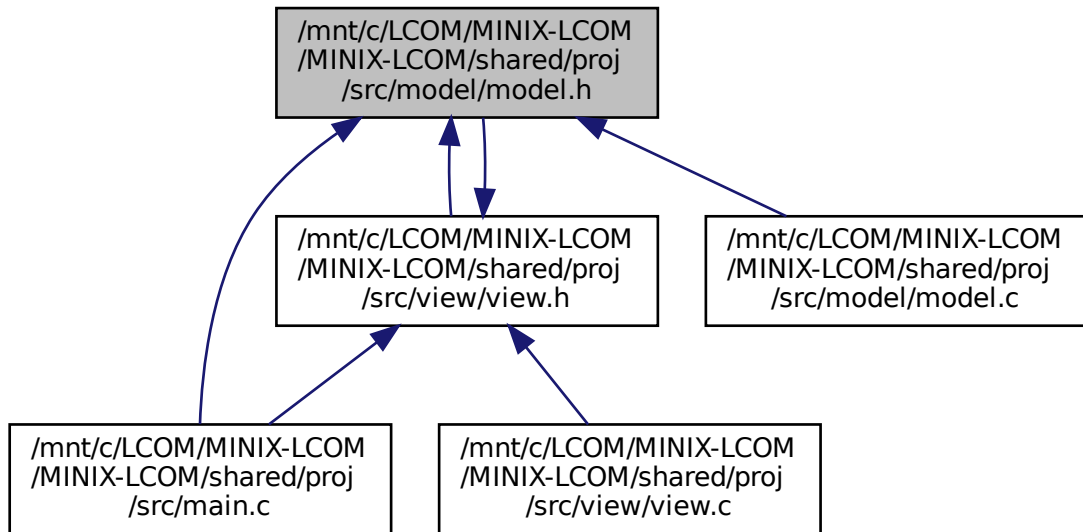 /mnt/c/LCOM/MINIX-LCOM
/MINIX-LCOM/shared/proj
/src/model/model.h
/mnt/c/LCOM/MINIX-LCOM
/MINIX-LCOM/shared/proj
/src/view/view.h
/mnt/c/LCOM/MINIX-LCOM
/MINIX-LCOM/shared/proj
/src/model/model.c
/mnt/c/LCOM/MINIX-LCOM
/MINIX-LCOM/shared/proj
/src/main.c
/mnt/c/LCOM/MINIX-LCOM
/MINIX-LCOM/shared/proj
/src/view/view.c